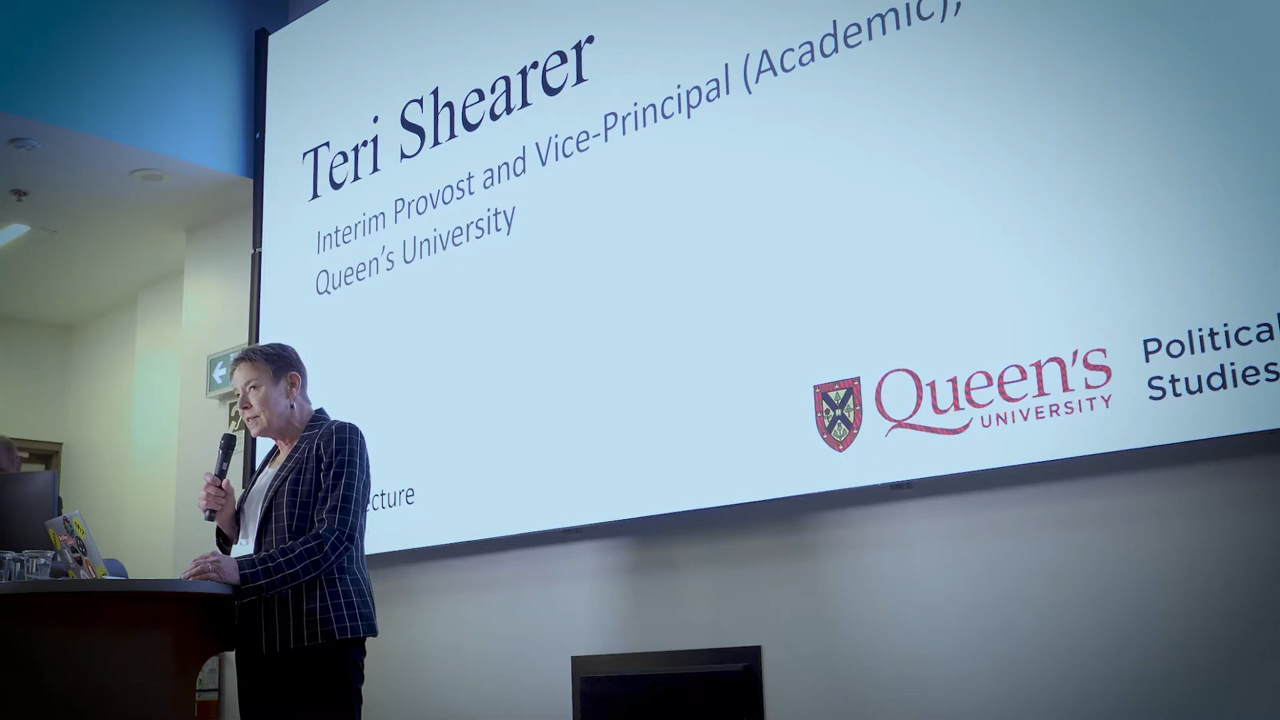 Teri Shearer
Interim Provost and Vice-Principal (Academic),
Queen's University
Queen's
UNIVERSITY
Political
Studies